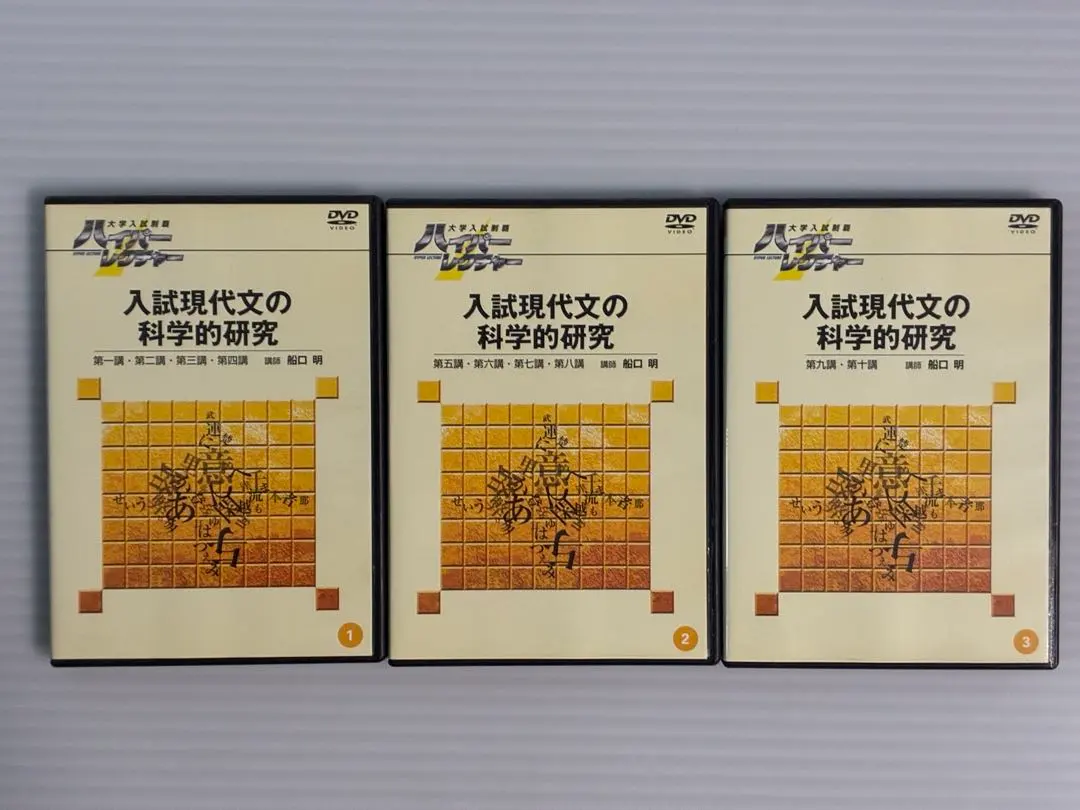 大学入試制覇
ハイパー
レクチャー
HYPER LECTURE
DVD
VIDEO
入試現代文の
科学的研究
第一講・第二講・第三講・第四講 講師 船口 明
1
大学入試制覇
ハイパー
レクチャー
HYPER LECTURE
DVD
VIDEO
入試現代文の
科学的研究
第五講・第六講・第七講・第八講 講師 船口 明
2
大学入試制覇
ハイパー
レクチャー
HYPER LECTURE
DVD
VIDEO
入試現代文の
科学的研究
第九講・第十講 講師 船口 明
3